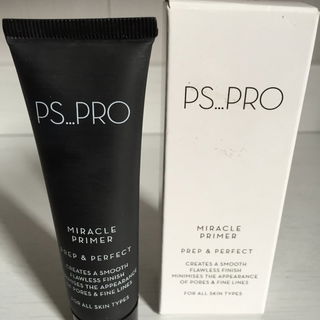 PS...PRO
MIRACLE
PRIMER
PREP & PERFECT
CREATES A SMOOTH
FLAWLESS FINISH
MINIMISES THE APPEARANCE
OF PORES & FINE LINES
FOR ALL SKIN TYPES
PS...PRO
MIRACLE
PRIMER
PREP & PERFECT
CREATES A SMOOTH
FLAWLESS FINISH
MINIMISES THE APPEARANCE
OF PORES & FINE LINES
FOR ALL SKIN TYPES